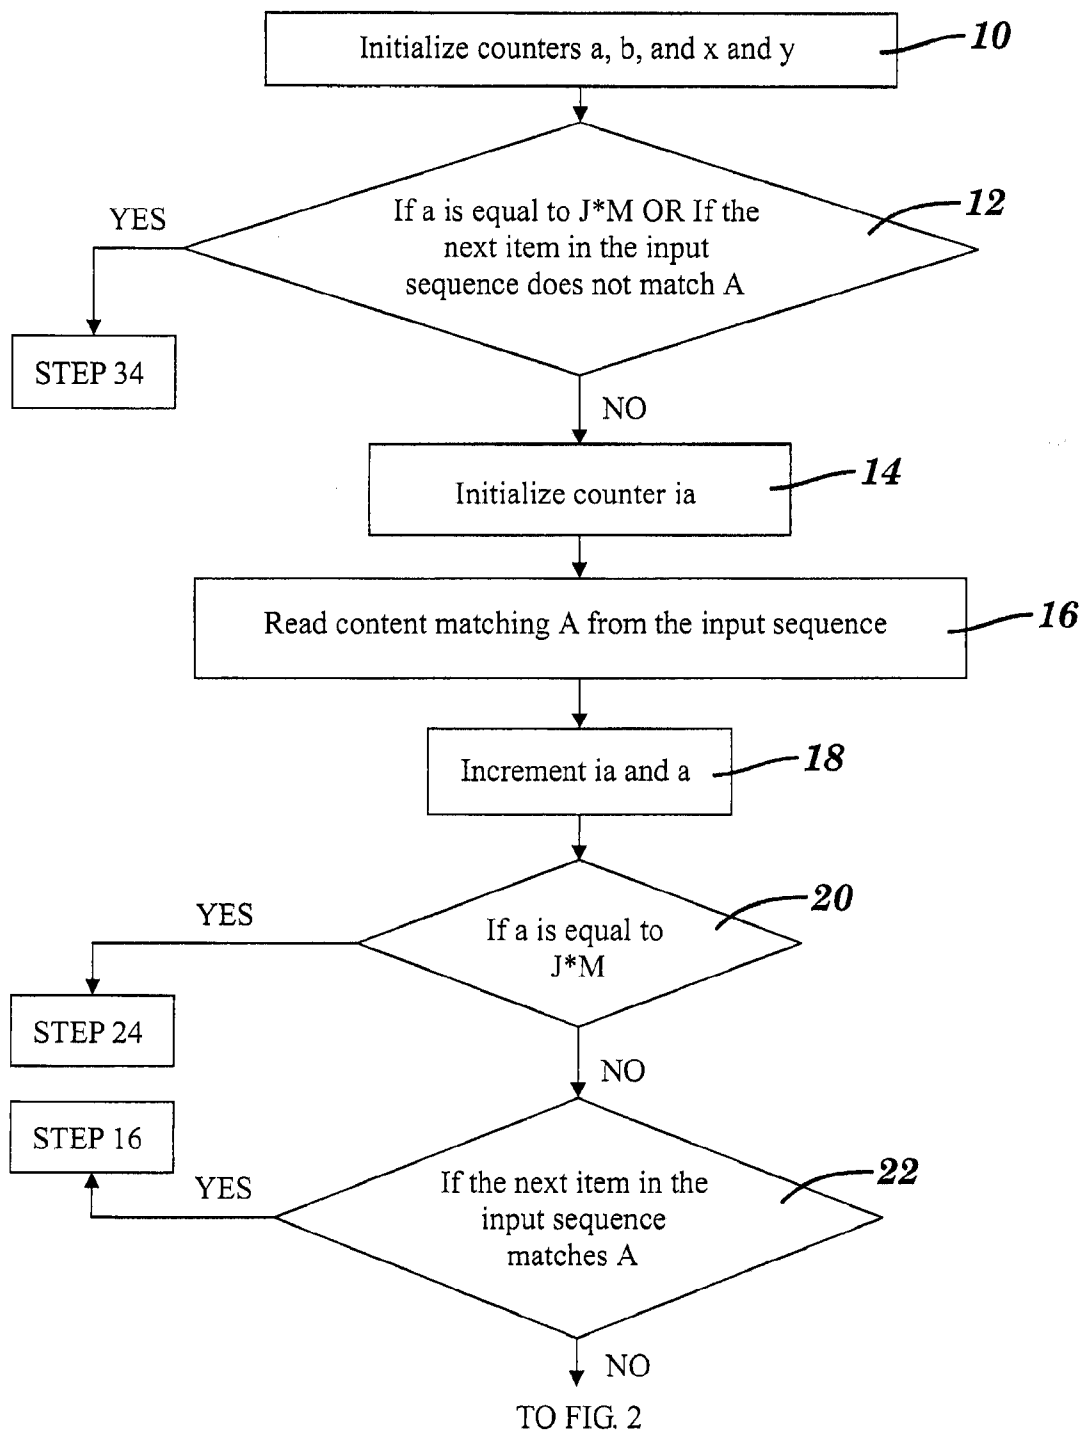 Initialize counters a, b, and x and y
10
If a is equal to J*M OR If the
next item in the input
sequence does not match A
12
YES
STEP 34
NO
Initialize counter ia
14
Read content matching A from the input sequence
16
Increment ia and a
18
If a is equal to
J*M
20
YES
STEP 24
NO
STEP 16
YES
If the next item in the
input sequence
matches A
22
NO
TO FIG. 2